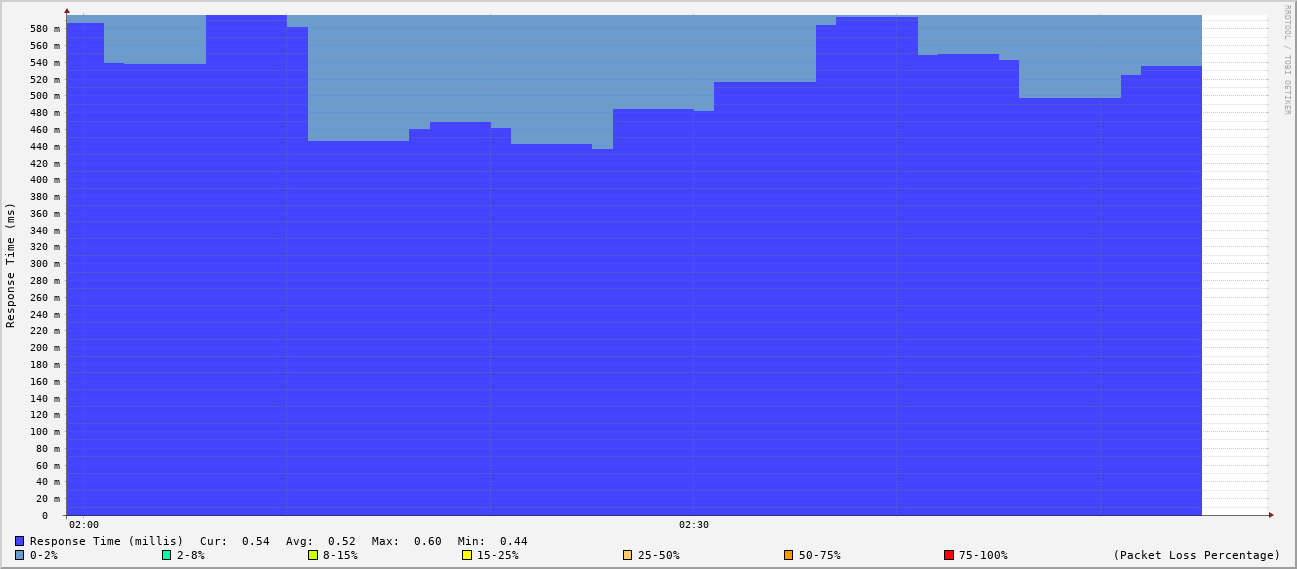 RRDTOOL / TOBI OETIKER
Response Time (ms)
580 m
560 m
540 m
520 m
500 m
480 m
460 m
440 m
420 m
400 m
380 m
360 m
340 m
320 m
300 m
280 m
260 m
240 m
220 m
200 m
180 m
160 m
140 m
120 m
100 m
80 m
60 m
40 m
20 m
0
02:00 02:30
Response Time (millis) Cur: 0.54 Avg: 0.52 Max: 0.60 Min: 0.44
0-2% 2-8% 8-15% 15-25% 25-50% 50-75% 75-100% (Packet Loss Percentage)